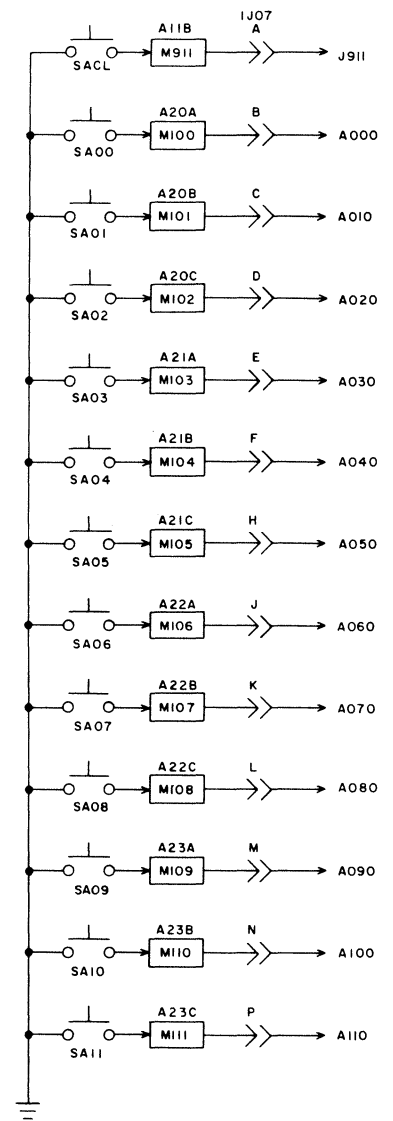 1J07
A11B A
M911 J911
SACL
A20A B
M100 A000
SA00
A20B C
M101 A010
SA01
A20C D
M102 A020
SA02
A21A E
M103 A030
SA03
A21B F
M104 A040
SA04
A21C H
M105 A050
SA05
A22A J
M106 A060
SA06
A22B K
M107 A070
SA07
A22C L
M108 A080
SA08
A23A M
M109 A090
SA09
A23B N
M110 A100
SA10
A23C P
M111 A110
SA11